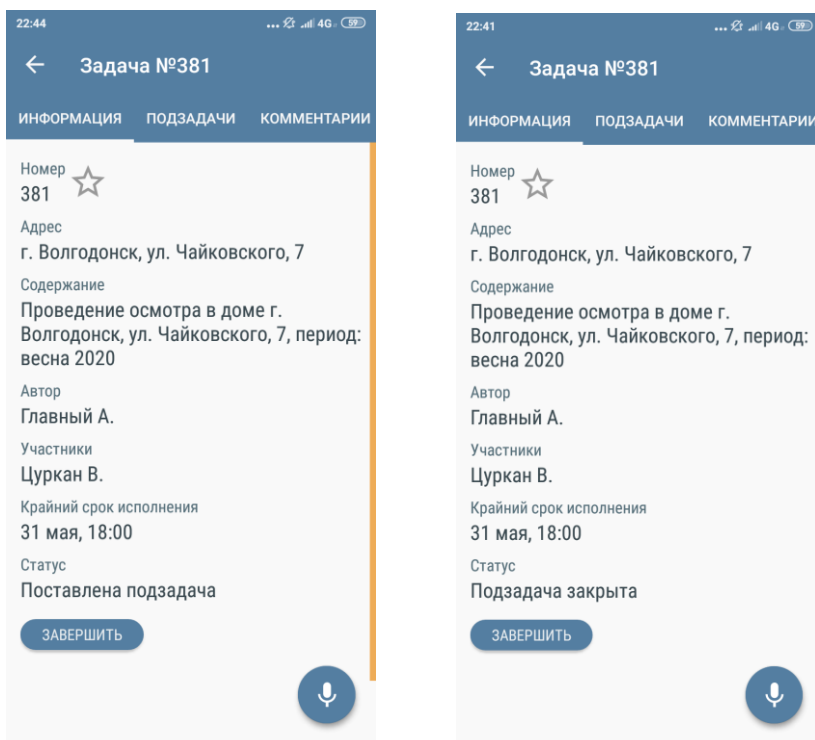 22:44
... 4G 59
Задача №381
ИНФОРМАЦИЯ ПОДЗАДАЧИ КОММЕНТАРИИ
Номер
381
Адрес
г. Волгодонск, ул. Чайковского, 7
Содержание
Проведение осмотра в доме г.
Волгодонск, ул. Чайковского, 7, период:
весна 2020
Автор
Главный А.
Участники
Цуркан В.
Крайний срок исполнения
31 мая, 18:00
Статус
Поставлена подзадача
ЗАВЕРШИТЬ
22:41
... 4G 59
Задача №381
ИНФОРМАЦИЯ ПОДЗАДАЧИ КОММЕНТАРИИ
Номер
381
Адрес
г. Волгодонск, ул. Чайковского, 7
Содержание
Проведение осмотра в доме г.
Волгодонск, ул. Чайковского, 7, период:
весна 2020
Автор
Главный А.
Участники
Цуркан В.
Крайний срок исполнения
31 мая, 18:00
Статус
Подзадача закрыта
ЗАВЕРШИТЬ